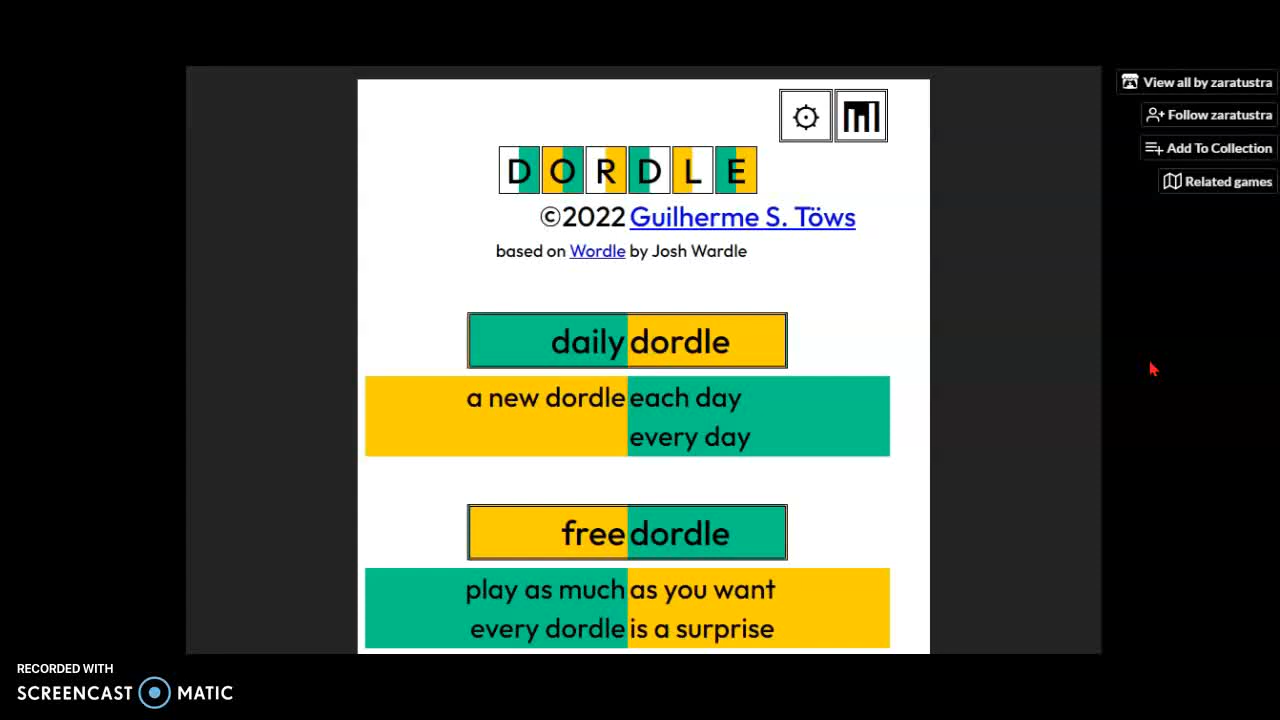 View all by zaratustra
Follow zaratustra
Add To Collection
Related games
DORDLE
©2022 Guilherme S. Töws
based on Wordle by Josh Wardle
daily dordle
a new dordle each day
every day
free dordle
play as much as you want
every dordle is a surprise
RECORDED WITH
SCREENCAST MATIC